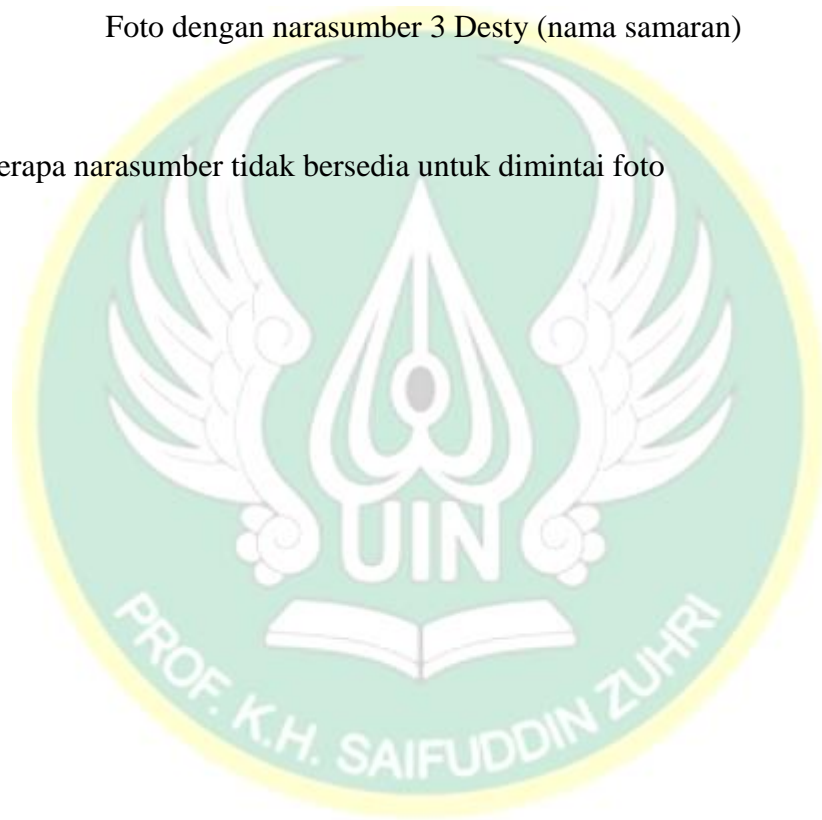 Foto dengan narasumber 3 Desty (nama samaran)
erapa narasumber tidak bersedia untuk dimintai foto
UIN
PROF. K.H. SAIFUDDIN ZUHRI